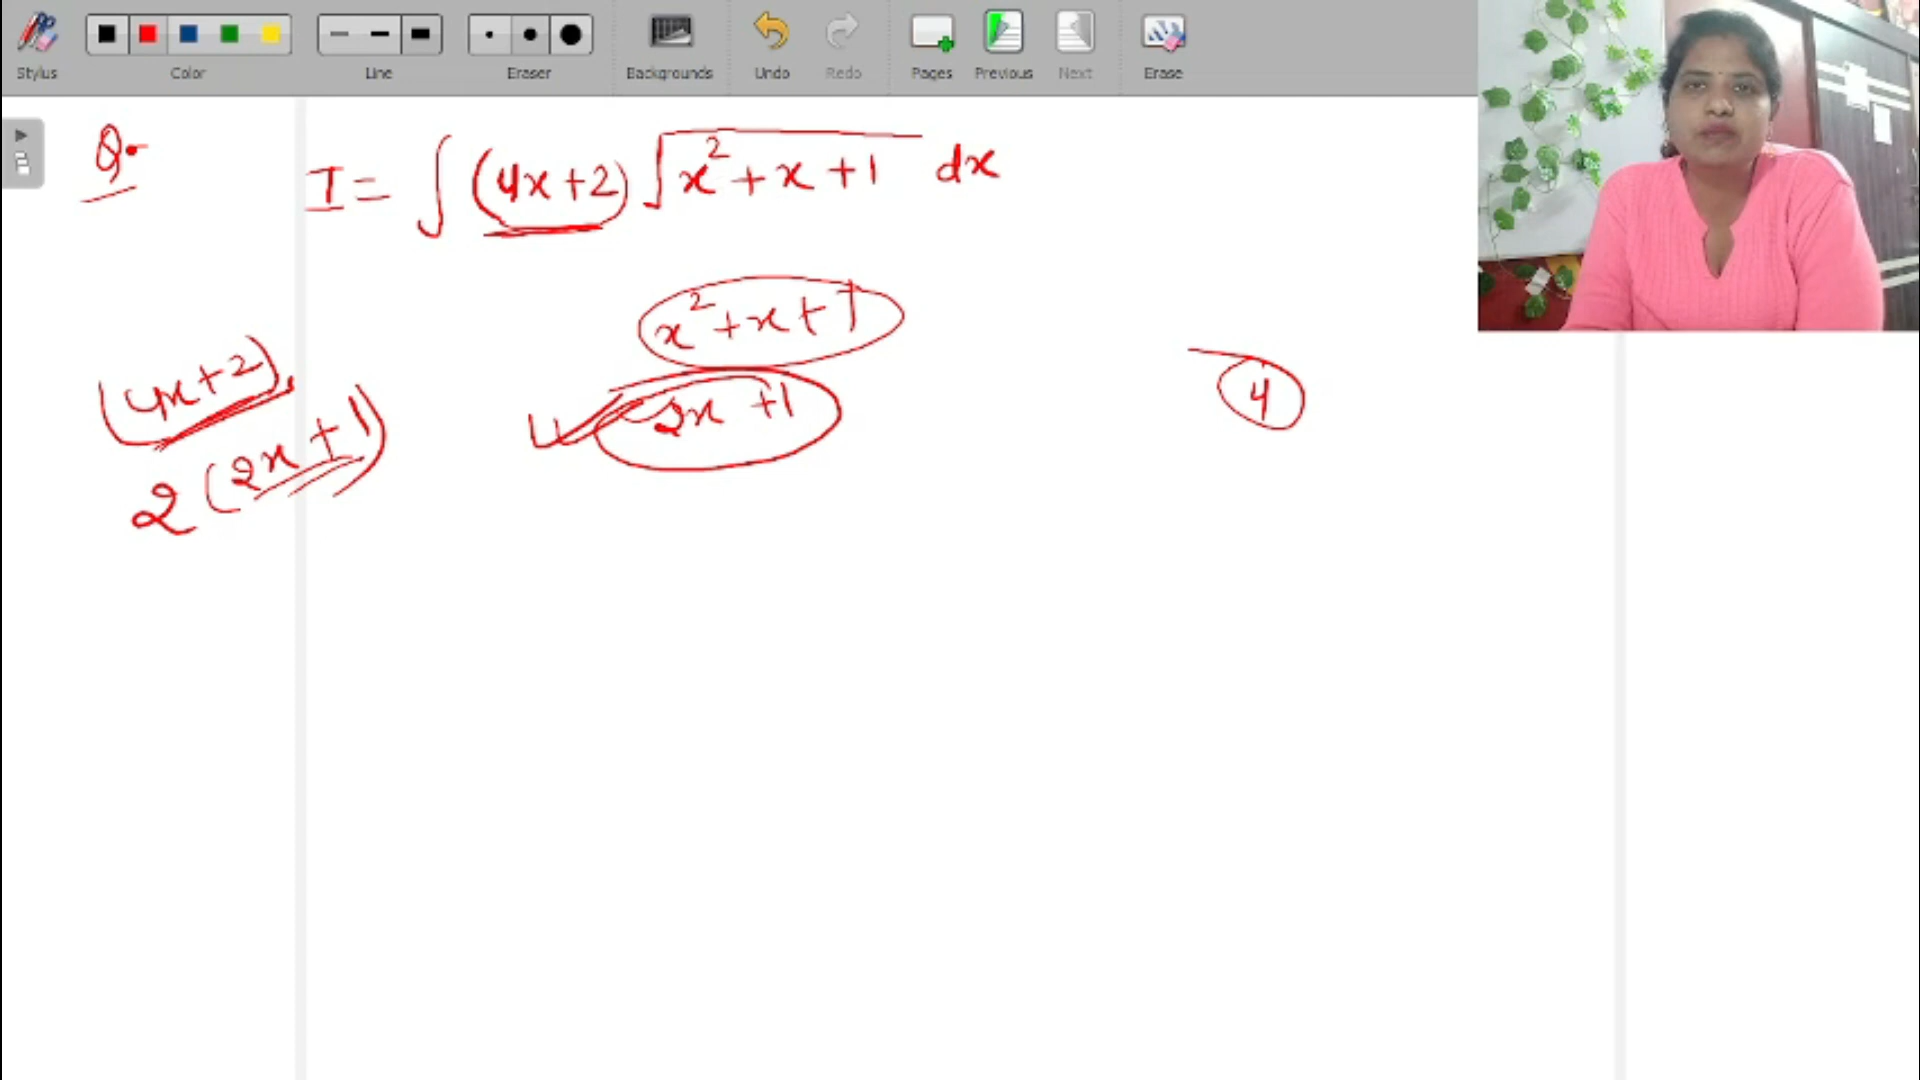 Stylus Color Line Eraser Backgrounds Undo Redo Pages Previous Next Erase
Q.
I = ∫ (4x+2) √x²+x+1 dx
x²+x+1
(4x+2)
2x+1
4
2(2x+1)